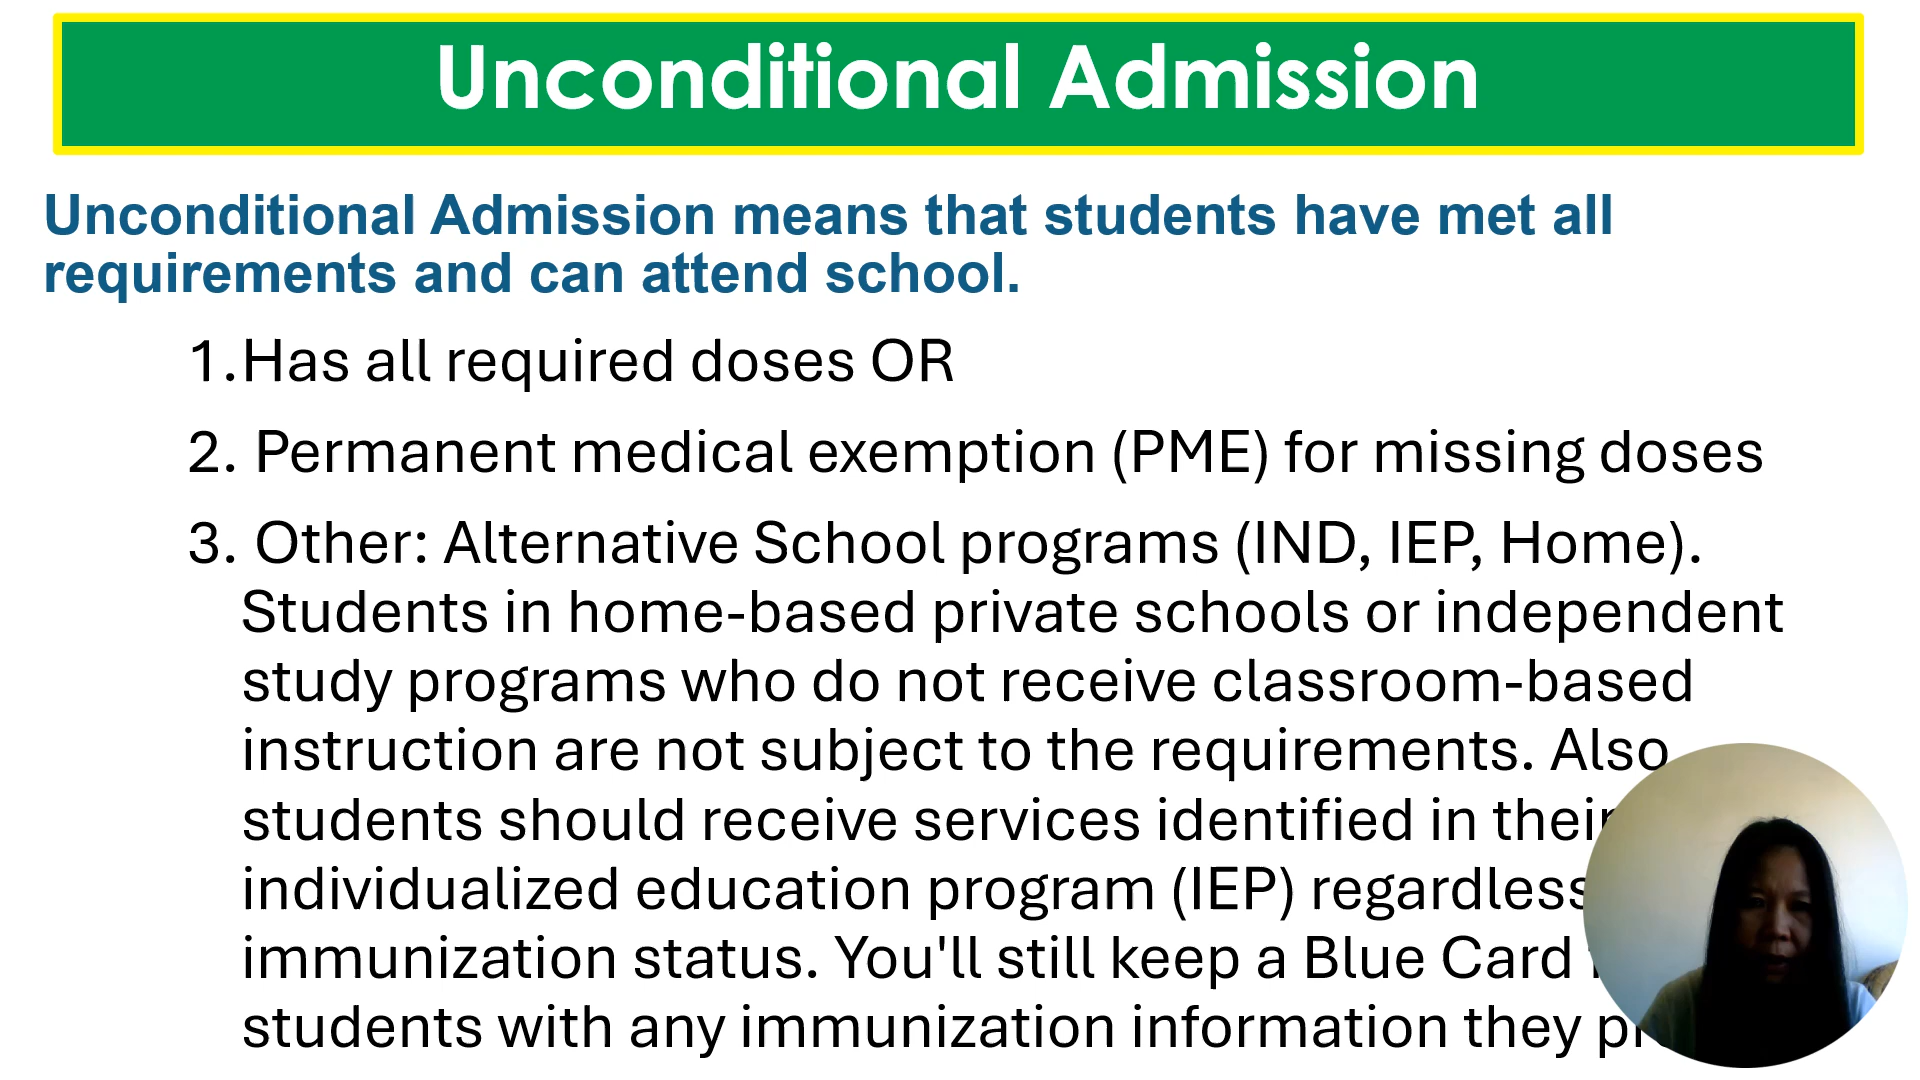 Unconditional Admission
Unconditional Admission means that students have met all
requirements and can attend school.
1.Has all required doses OR
2. Permanent medical exemption (PME) for missing doses
3. Other: Alternative School programs (IND, IEP, Home).
Students in home-based private schools or independent
study programs who do not receive classroom-based
instruction are not subject to the requirements. Also
students should receive services identified in their
individualized education program (IEP) regardless
immunization status. You'll still keep a Blue Card
students with any immunization information they